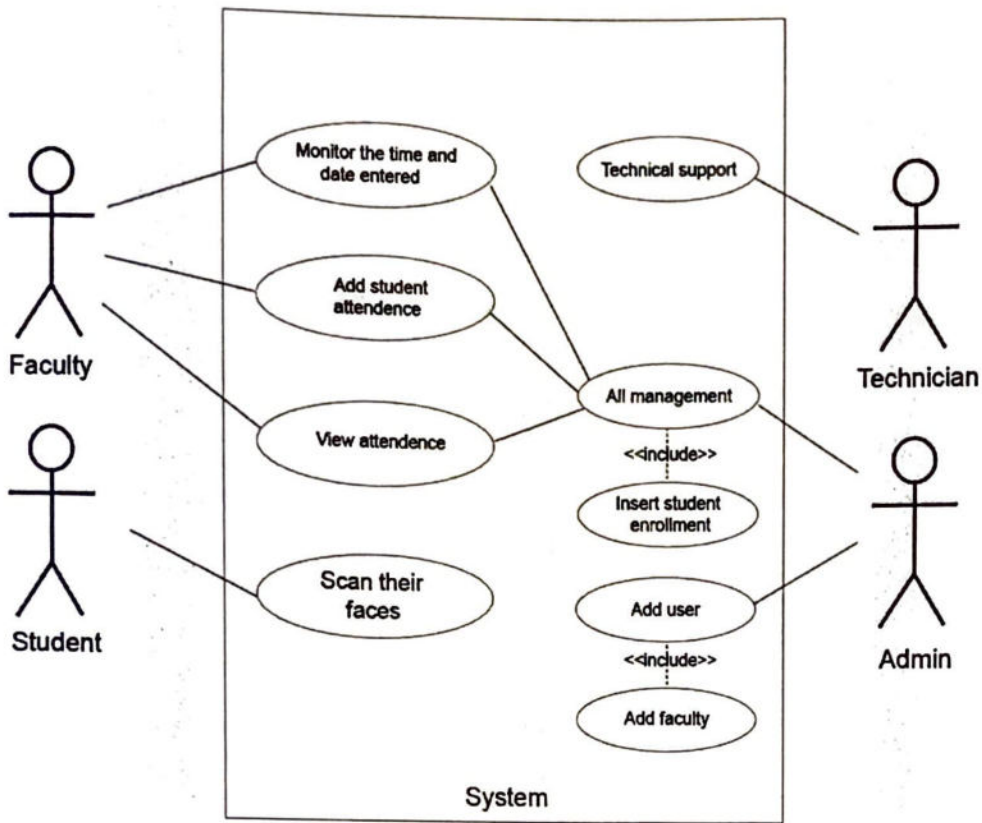 Monitor the time and
date entered
Technical support
Add student
attendence
Faculty
Technician
All management
View attendence
<<include>>
Insert student
enrollment
Scan their
faces
Add user
Student
<<include>>
Admin
Add faculty
System